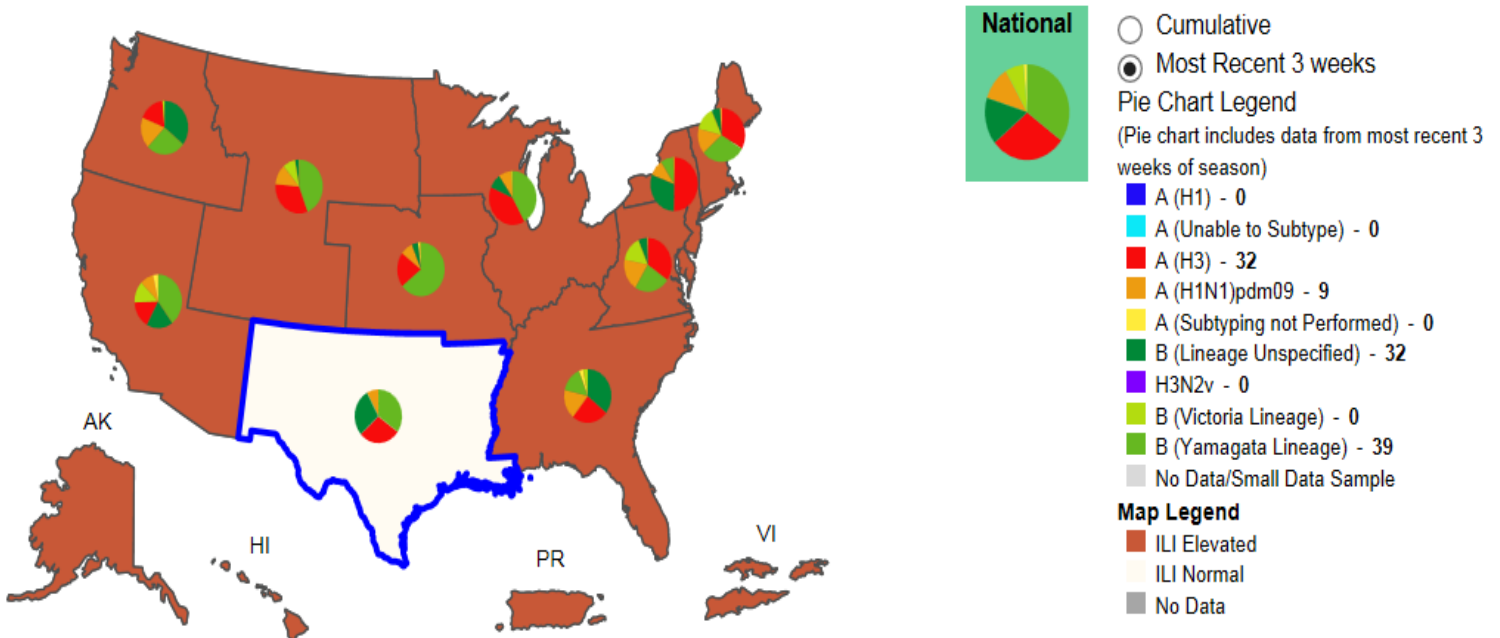 National
Cumulative
Most Recent 3 weeks
Pie Chart Legend
(Pie chart includes data from most recent 3
weeks of season)
A (H1) - 0
A (Unable to Subtype) - 0
A (H3) - 32
A (H1N1)pdm09 - 9
A (Subtyping not Performed) - 0
B (Lineage Unspecified) - 32
H3N2v - 0
B (Victoria Lineage) - 0
B (Yamagata Lineage) - 39
No Data/Small Data Sample
Map Legend
ILI Elevated
ILI Normal
No Data
AK
HI
PR
VI